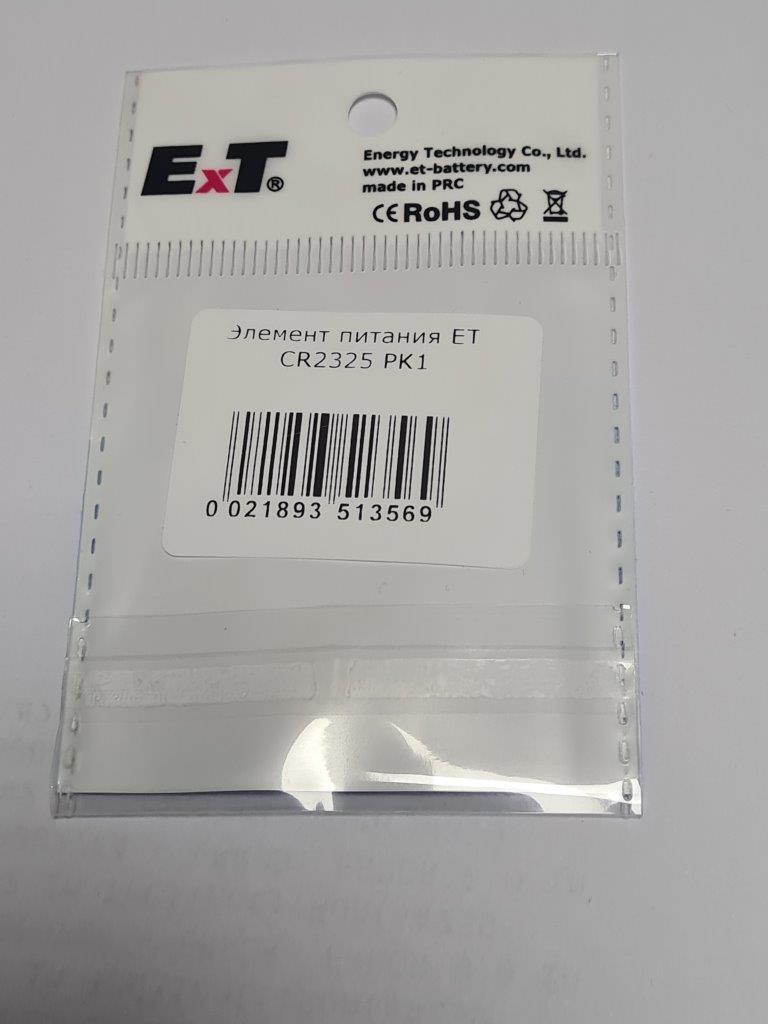 ExT®
Energy Technology Co., Ltd.
www.et-battery.com
made in PRC
CE RoHS
Элемент питания ET
CR2325 PK1
0 021893 513569